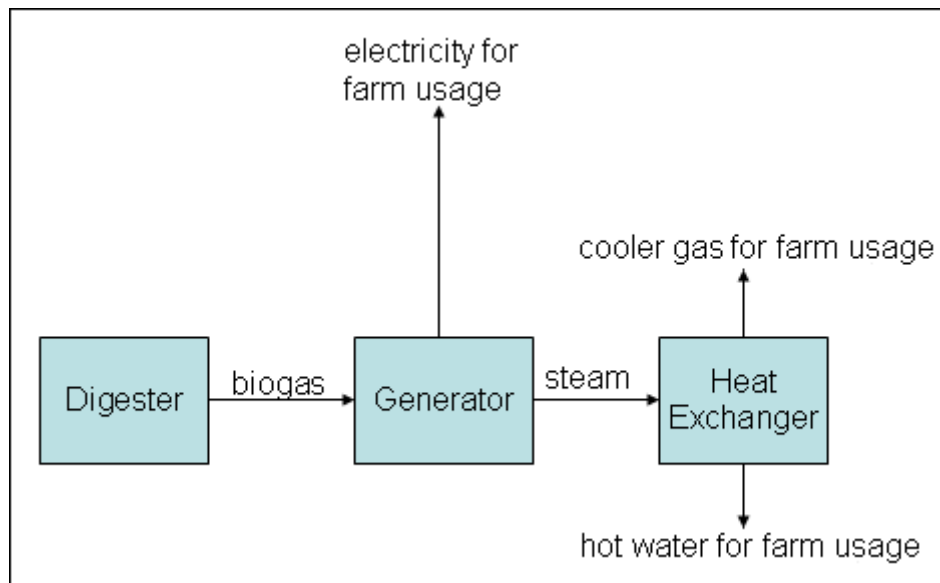 electricity for
farm usage
cooler gas for farm usage
Digester
biogas
Generator
steam
Heat
Exchanger
hot water for farm usage